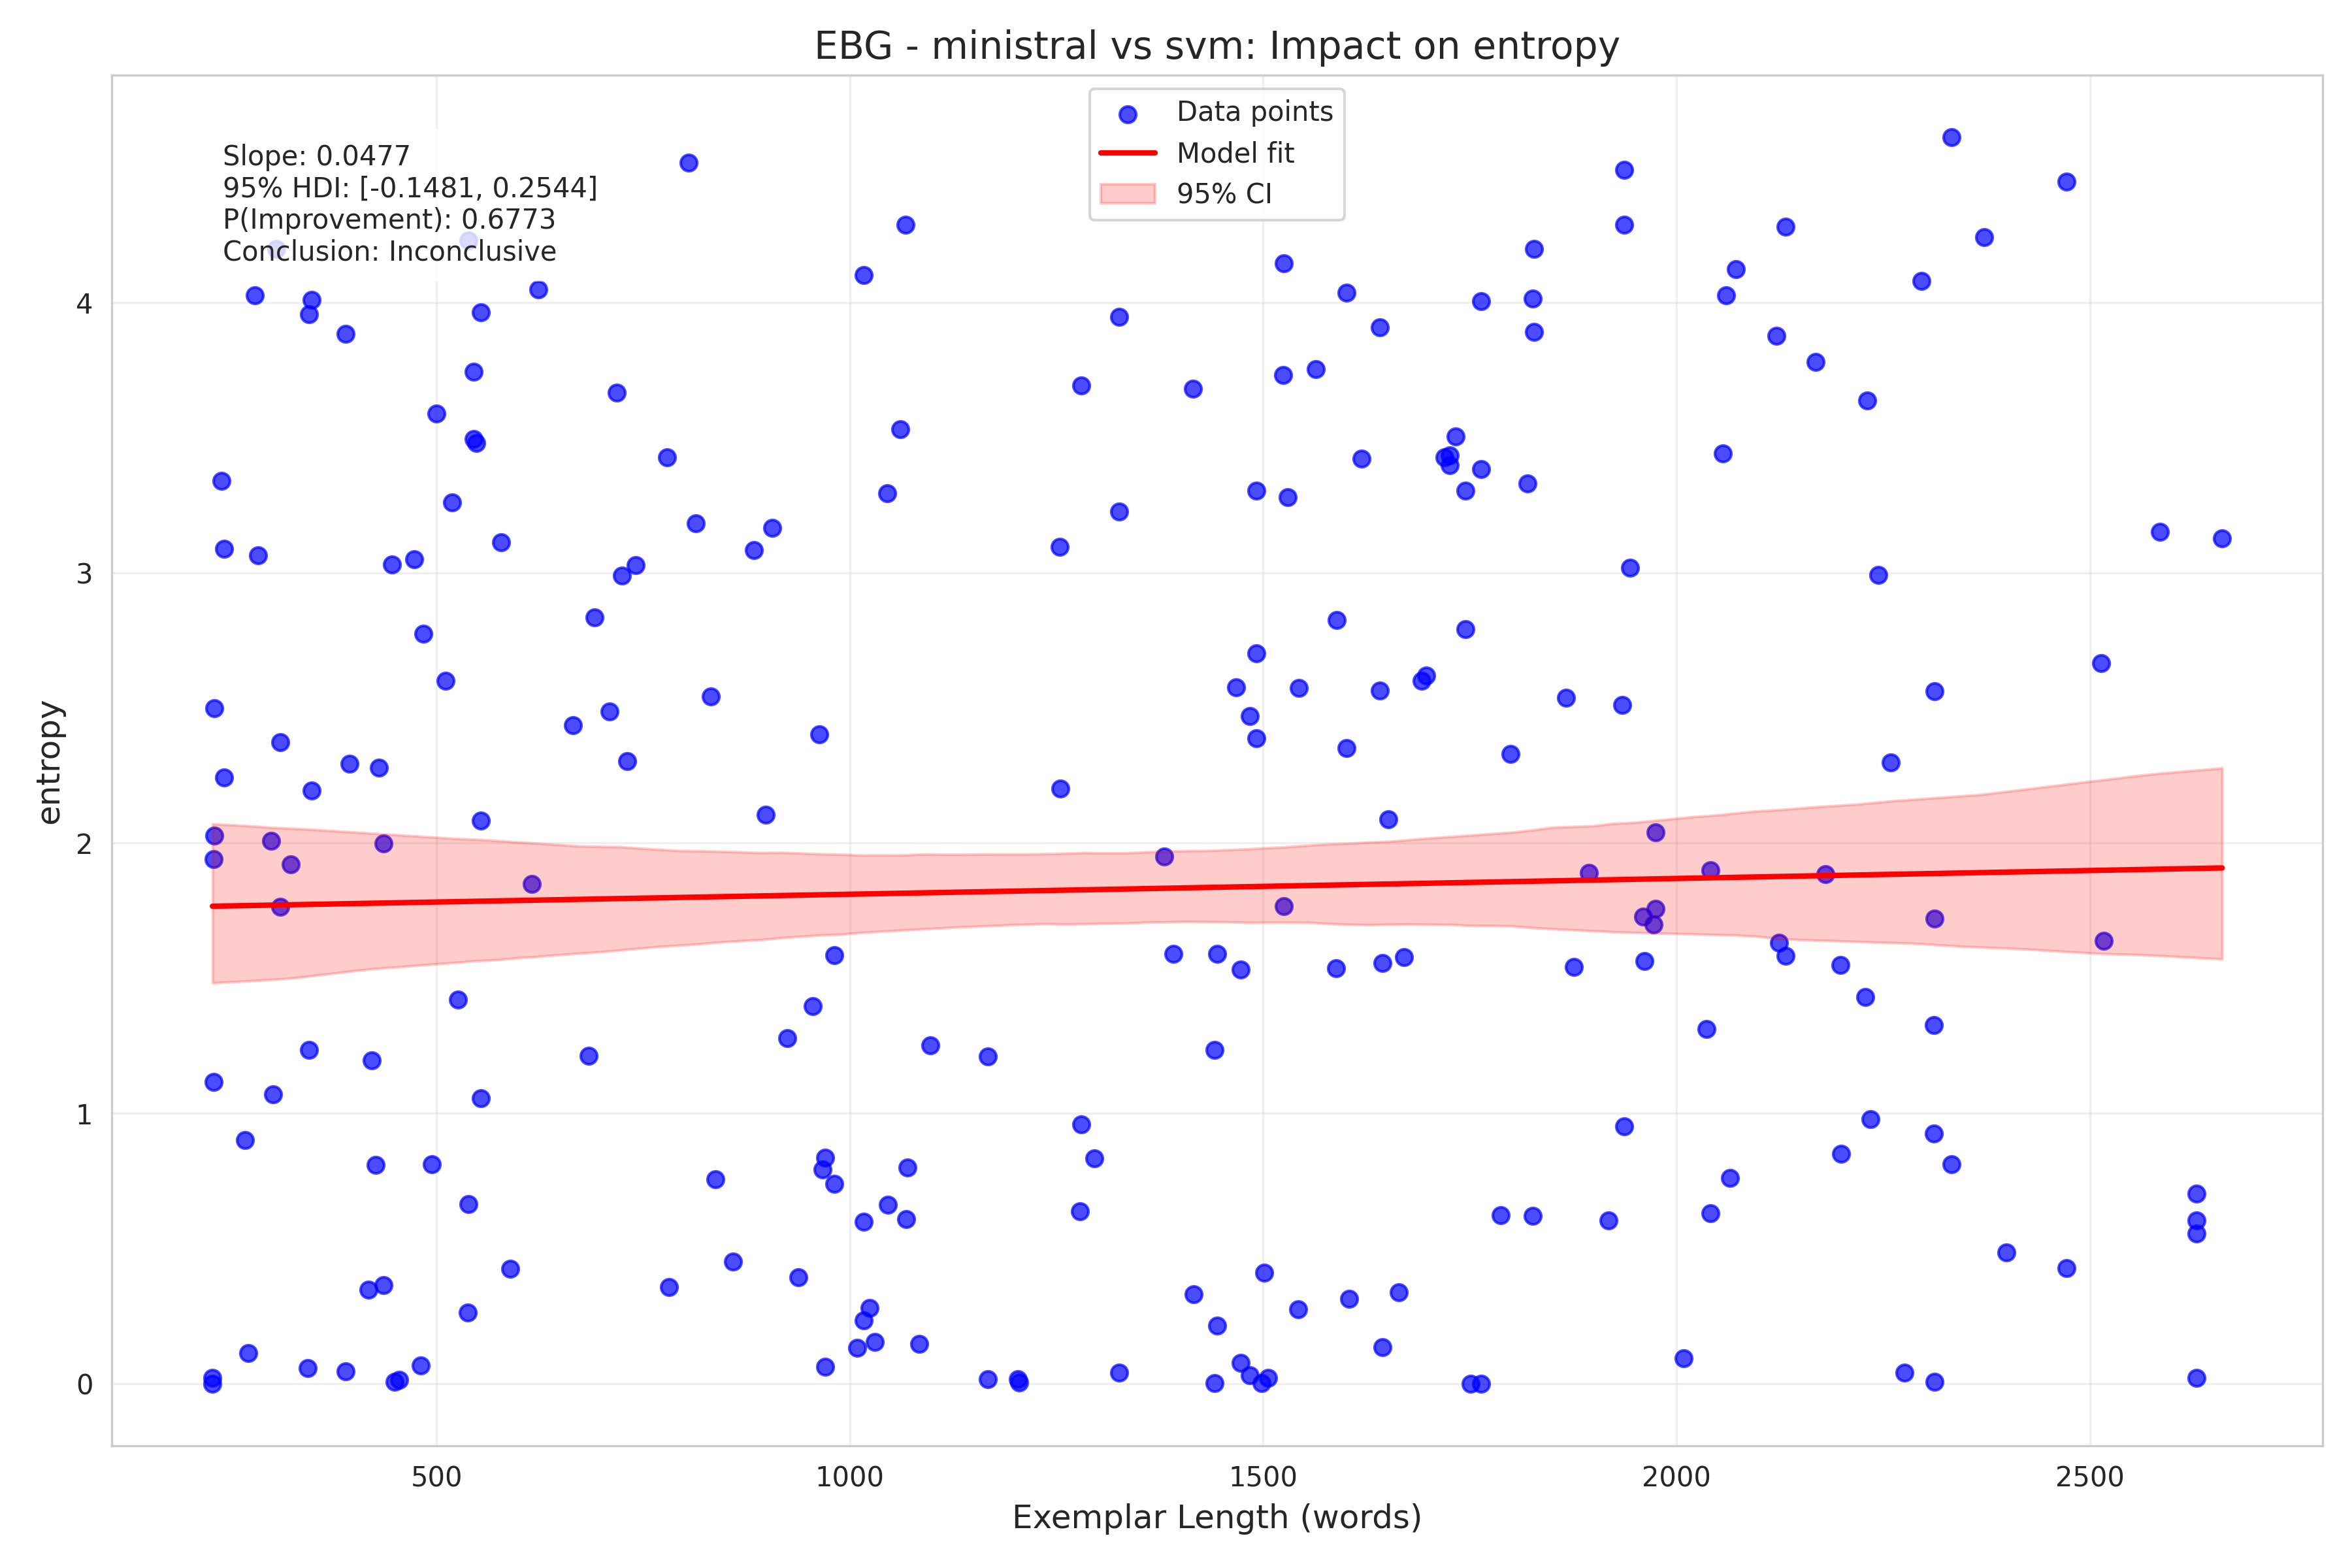 EBG - ministral vs svm: Impact on entropy
Data points
Model fit
95% CI
Slope: 0.0477
95% HDI: [-0.1481, 0.2544]
P(Improvement): 0.6773
Conclusion: Inconclusive
entropy
4
3
2
1
0
500
1000
1500
2000
2500
Exemplar Length (words)